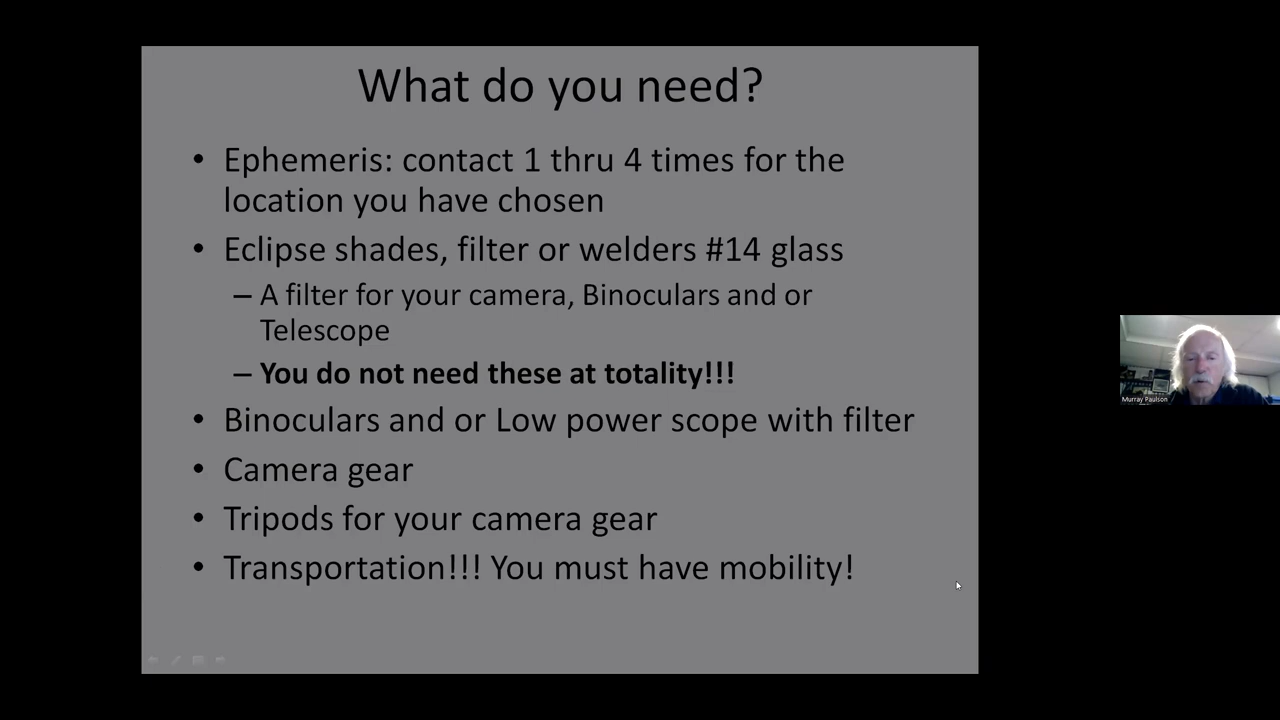 What do you need?
• Ephemeris: contact 1 thru 4 times for the
location you have chosen
• Eclipse shades, filter or welders #14 glass
– A filter for your camera, Binoculars and or
Telescope
– You do not need these at totality!!!
• Binoculars and or Low power scope with filter
• Camera gear
• Tripods for your camera gear
• Transportation!!! You must have mobility!
Murray Paulson